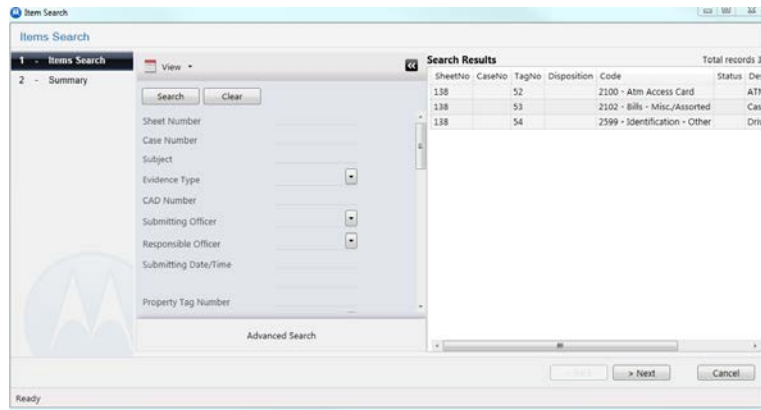 Item Search
Items Search
1 - Items Search
2 - Summary
View
Search Clear
Sheet Number
Case Number
Subject
Evidence Type
CAD Number
Submitting Officer
Responsible Officer
Submitting Date/Time
Property Tag Number
Advanced Search
Search Results Total records
SheetNo CaseNo TagNo Disposition Code Status
138 52 2100 - Atm Access Card
138 53 2102 - Bills - Misc./Assorted
138 54 2599 - Identification - Other
> Next Cancel
Ready